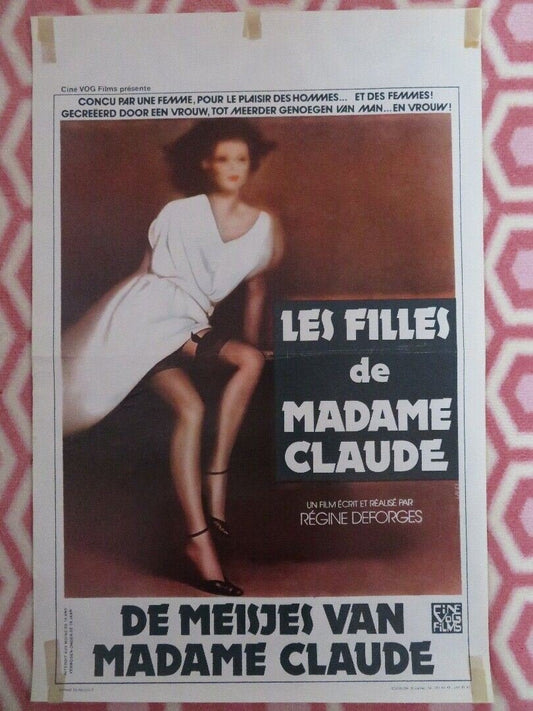 Ciné VOG Films présente
CONCU PAR UNE FEMME, POUR LE PLAISIR DES HOMMES... ET DES FEMMES!
GECREËERD DOOR EEN VROUW, TOT MEERDER GENOEGEN VAN MAN...EN VROUW!
LES FILLES
de
MADAME
CLAUDE
UN FILM ÉCRIT ET RÉALISÉ PAR
RÉGINE DEFORGES
DE MEISJES VAN
MADAME CLAUDE
CINE
VOG
FILMS